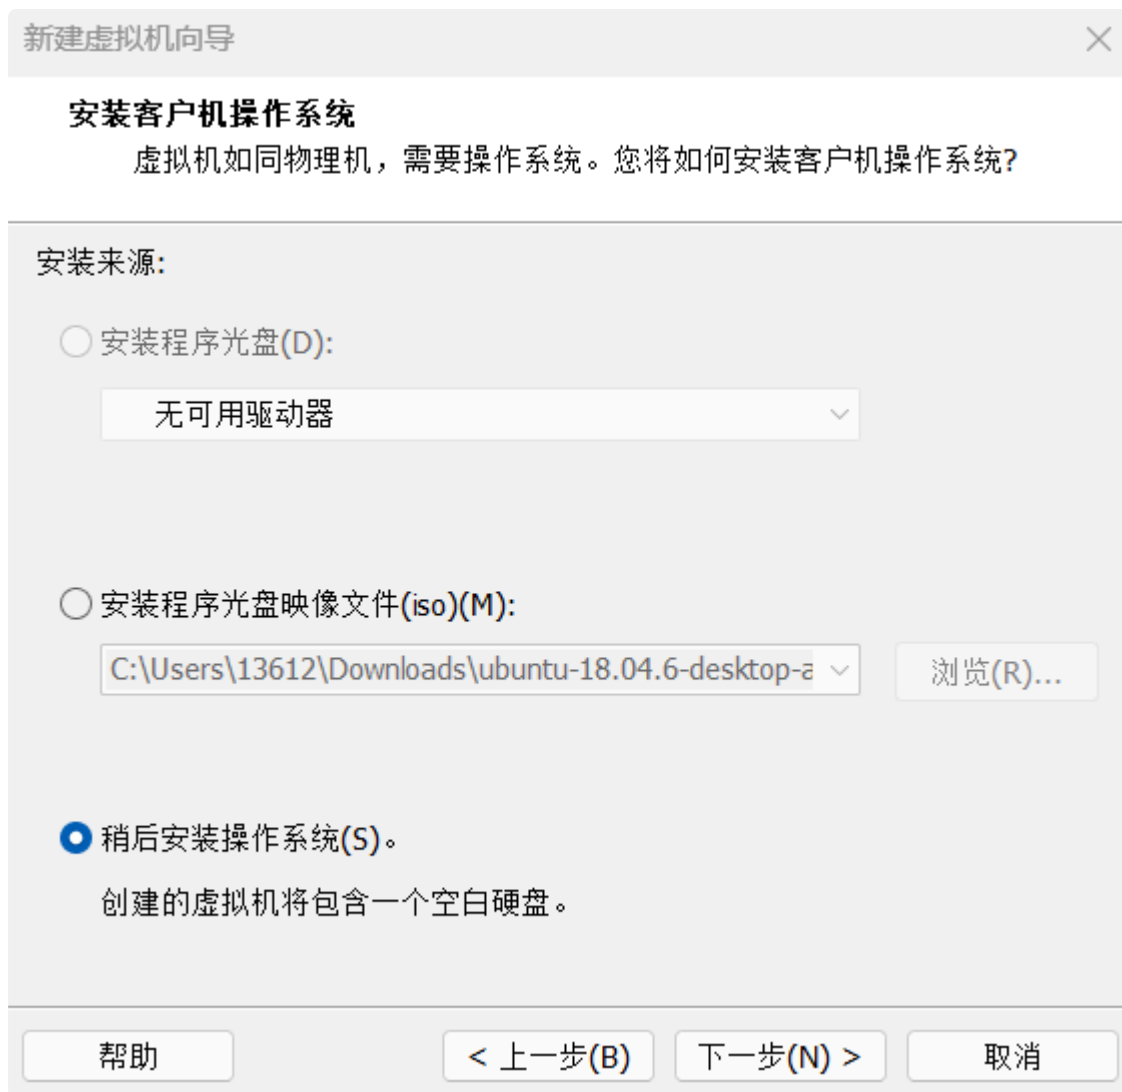 新建虚拟机向导
安装客户机操作系统
虚拟机如同物理机，需要操作系统。您将如何安装客户机操作系统?
安装来源:
安装程序光盘(D):
无可用驱动器
安装程序光盘映像文件(iso)(M):
C:\Users\13612\Downloads\ubuntu-18.04.6-desktop-a
浏览(R)...
稍后安装操作系统(S)。
创建的虚拟机将包含一个空白硬盘。
帮助
< 上一步(B)
下一步(N) >
取消